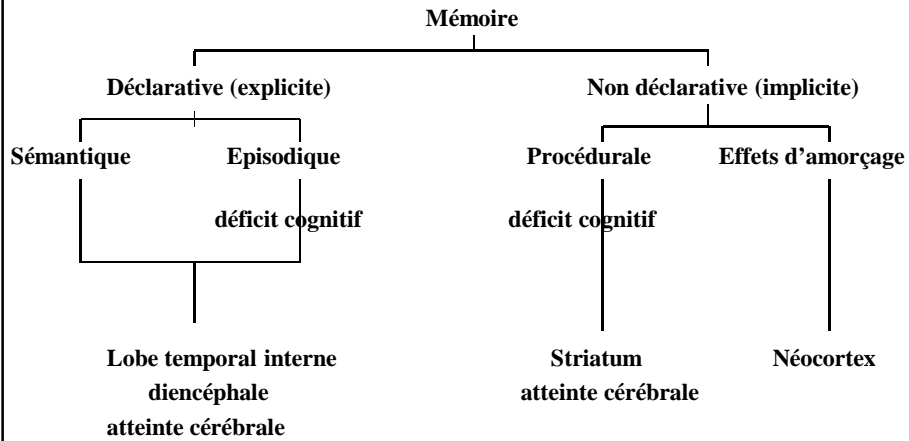 Mémoire
Déclarative (explicite) Non déclarative (implicite)
Sémantique Episodique Procédurale Effets d’amorçage
déficit cognitif déficit cognitif
Lobe temporal interne Striatum Néocortex
diencéphale atteinte cérébrale
atteinte cérébrale